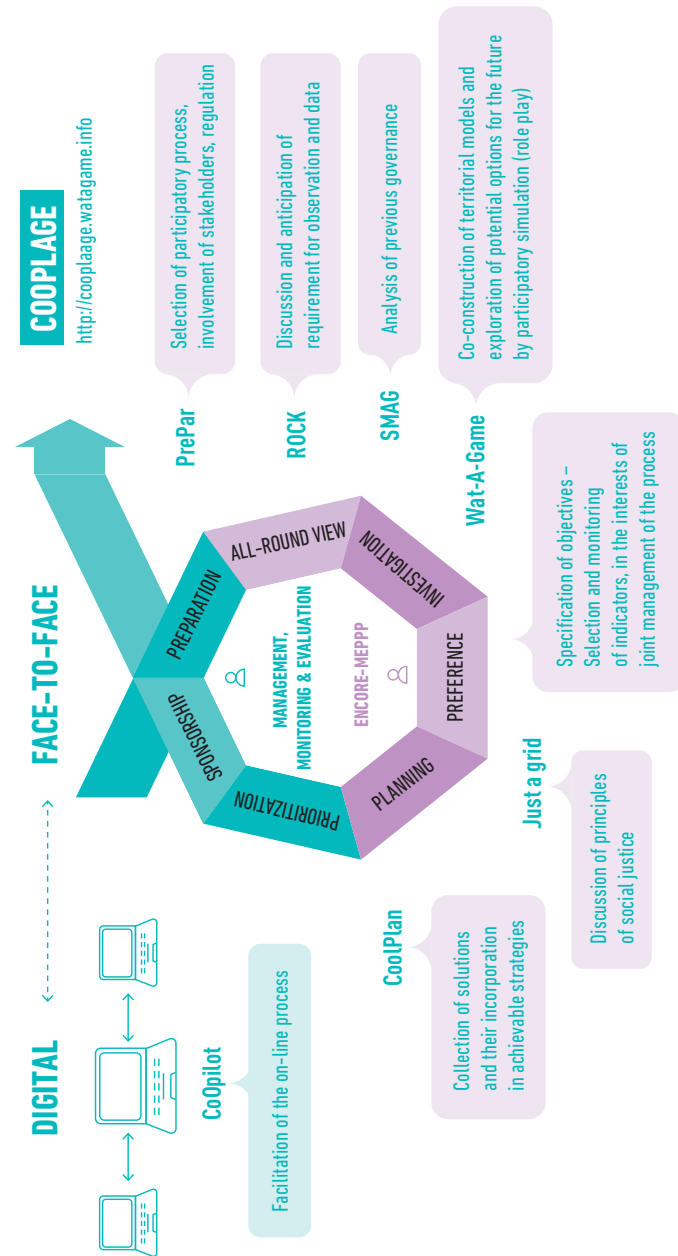 DIGITAL
FACE-TO-FACE
COOPLAGE
http://cooplaage.watagame.info
CoOpilot
Facilitation of the on-line process
SPONSORSHIP
PREPARATION
ALL-ROUND VIEW
INVESTIGATION
PREFERENCE
PLANNING
PRIORITIZATION
MANAGEMENT,
MONITORING & EVALUATION
ENCORE-MEPPP
PrePar
Selection of participatory process,
involvement of stakeholders, regulation
ROCK
Discussion and anticipation of
requirement for observation and data
SMAG
Analysis of previous governance
Wat-A-Game
Co-construction of territorial models and
exploration of potential options for the future
by participatory simulation (role play)
Specification of objectives –
Selection and monitoring
of indicators, in the interests of
joint management of the process
Just a grid
Discussion of principles
of social justice
CoolPlan
Collection of solutions
and their incorporation
in achievable strategies